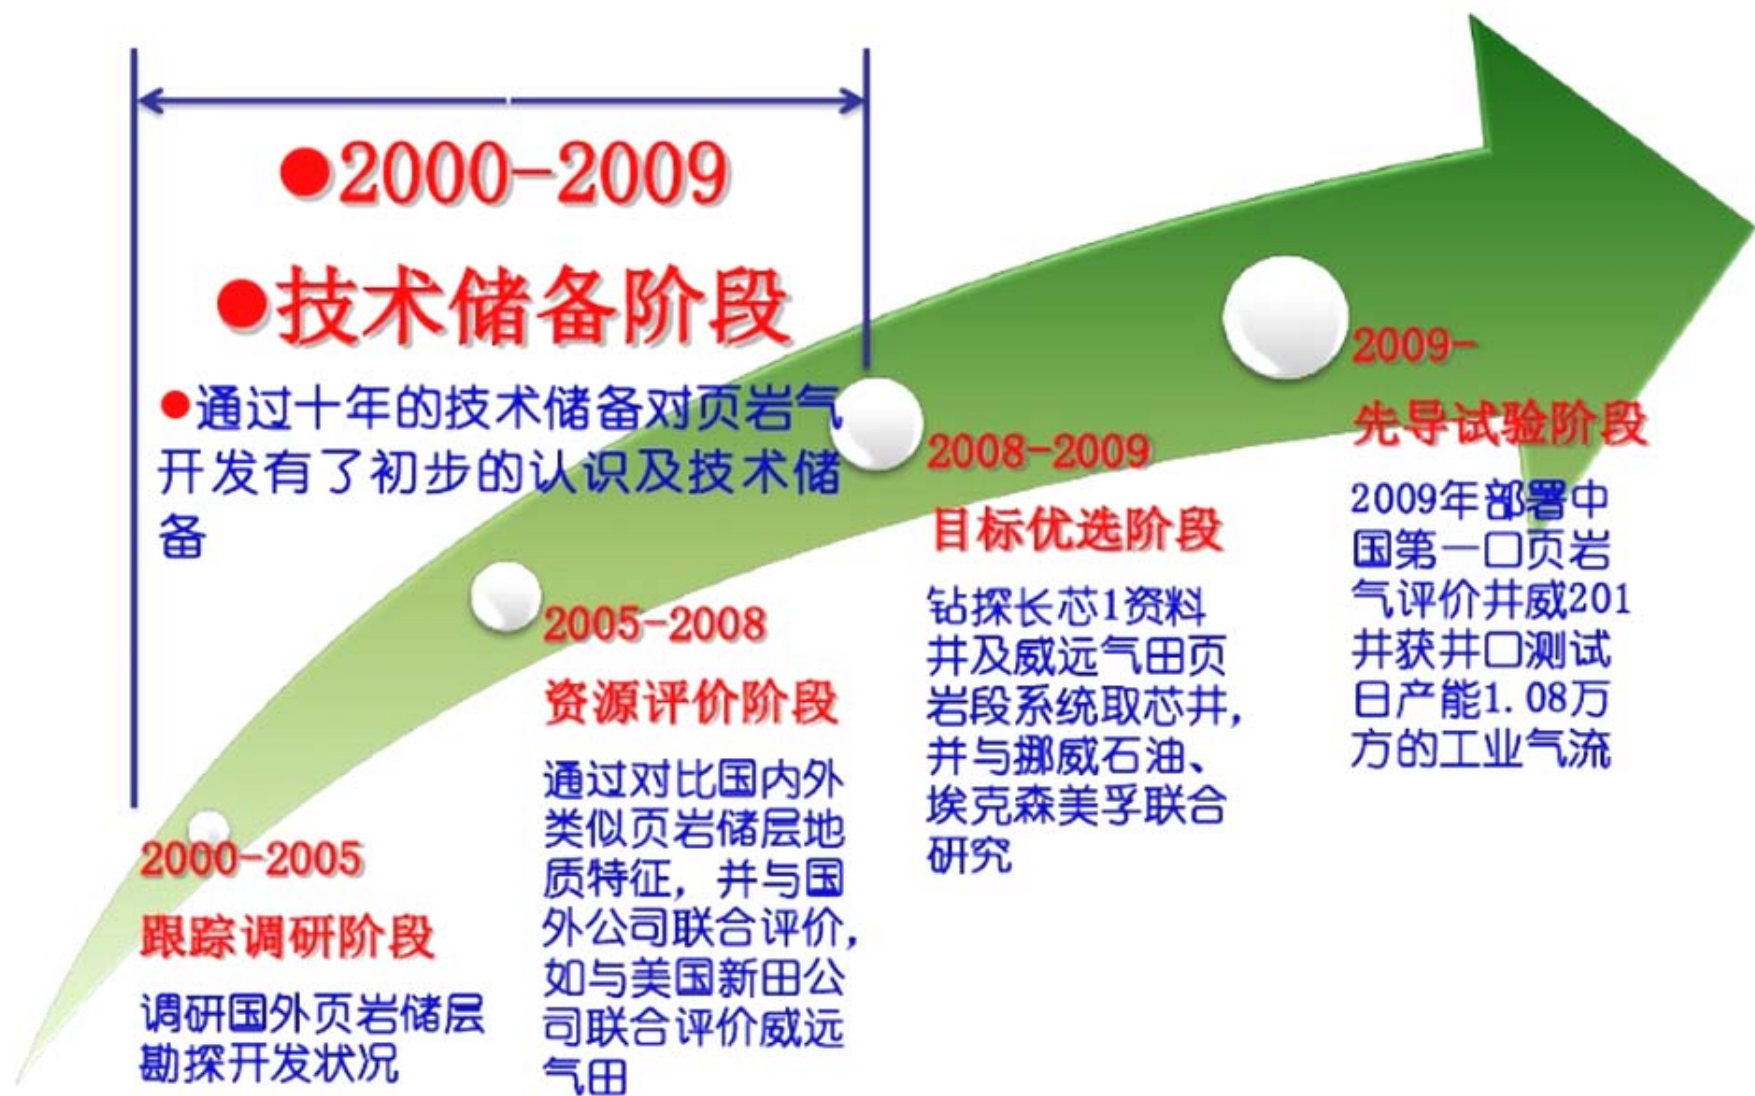 ●2000-2009
●技术储备阶段
●通过十年的技术储备对页岩气
开发有了初步的认识及技术储
备
2000-2005
跟踪调研阶段
调研国外页岩储层
勘探开发状况
2005-2008
资源评价阶段
通过对比国内外
类似页岩储层地
质特征，并与国
外公司联合评价，
如与美国新田公
司联合评价威远
气田
2008-2009
目标优选阶段
钻探长芯1资料
井及威远气田页
岩段系统取芯井，
并与挪威石油、
埃克森美孚联合
研究
2009-
先导试验阶段
2009年部署中
国第一口页岩
气评价井威201
井获井口测试
日产能1.08万
方的工业气流